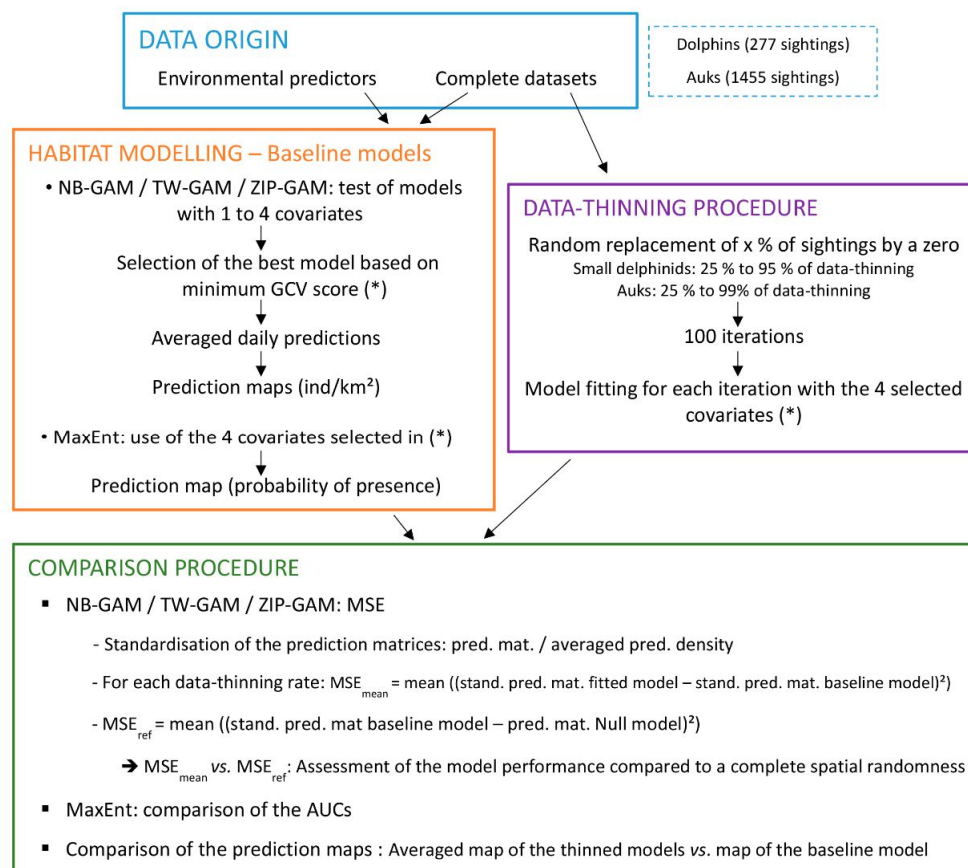 DATA ORIGIN
Environmental predictors
Complete datasets
Dolphins (277 sightings)
Auks (1455 sightings)
HABITAT MODELLING – Baseline models
• NB-GAM / TW-GAM / ZIP-GAM: test of models
with 1 to 4 covariates
Selection of the best model based on
minimum GCV score (*)
Averaged daily predictions
Prediction maps (ind/km²)
• MaxEnt: use of the 4 covariates selected in (*)
Prediction map (probability of presence)
DATA-THINNING PROCEDURE
Random replacement of x % of sightings by a zero
Small delphinids: 25 % to 95 % of data-thinning
Auks: 25 % to 99% of data-thinning
100 iterations
Model fitting for each iteration with the 4 selected
covariates (*)
COMPARISON PROCEDURE
▪ NB-GAM / TW-GAM / ZIP-GAM: MSE
- Standardisation of the prediction matrices: pred. mat. / averaged pred. density
- For each data-thinning rate: MSE_mean = mean ((stand. pred. mat. fitted model – stand. pred. mat. baseline model)²)
- MSE_ref = mean ((stand. pred. mat baseline model – pred. mat. Null model)²)
➔ MSE_mean vs. MSE_ref: Assessment of the model performance compared to a complete spatial randomness
▪ MaxEnt: comparison of the AUCs
▪ Comparison of the prediction maps : Averaged map of the thinned models vs. map of the baseline model